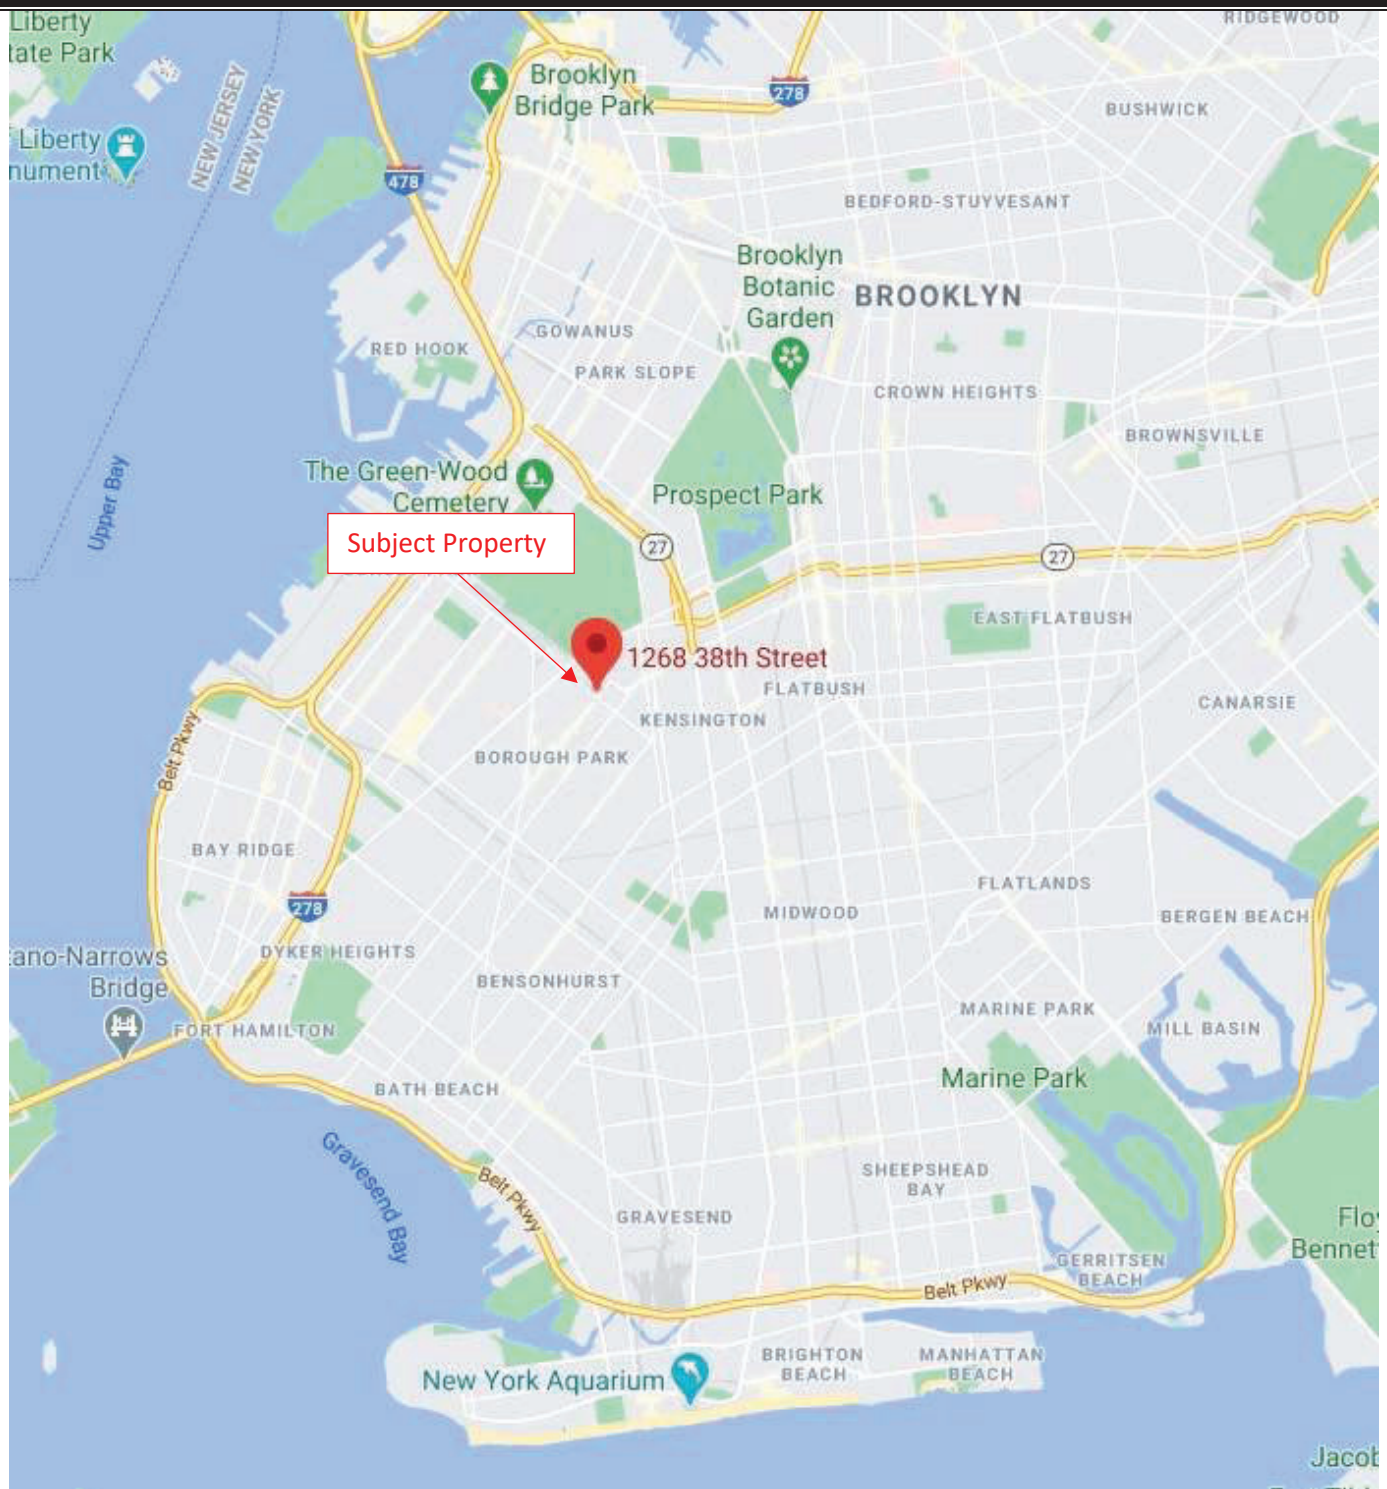 Liberty
tate Park
RIDGEWOOD
NEW JERSEY
NEW YORK
Brooklyn
Bridge Park
278
BUSHWICK
Liberty
nument
478
BEDFORD-STUYVESANT
Brooklyn
Botanic
Garden
BROOKLYN
GOWANUS
RED HOOK
PARK SLOPE
CROWN HEIGHTS
BROWNSVILLE
Upper Bay
The Green-Wood
Cemetery
Prospect Park
Subject Property
27
27
EAST FLATBUSH
1268 38th Street
FLATBUSH
CANARSIE
KENSINGTON
Belt Pkwy
BOROUGH PARK
BAY RIDGE
FLATLANDS
278
MIDWOOD
BERGEN BEACH
DYKER HEIGHTS
zano-Narrows
Bridge
BENSONHURST
MARINE PARK
FORT HAMILTON
MILL BASIN
Marine Park
BATH BEACH
Gravesend Bay
Belt Pkwy
SHEEPSHEAD
BAY
GRAVESEND
Floy
Bennet
GERRITSEN
BEACH
Belt Pkwy
BRIGHTON
BEACH
MANHATTAN
BEACH
New York Aquarium
Jacob